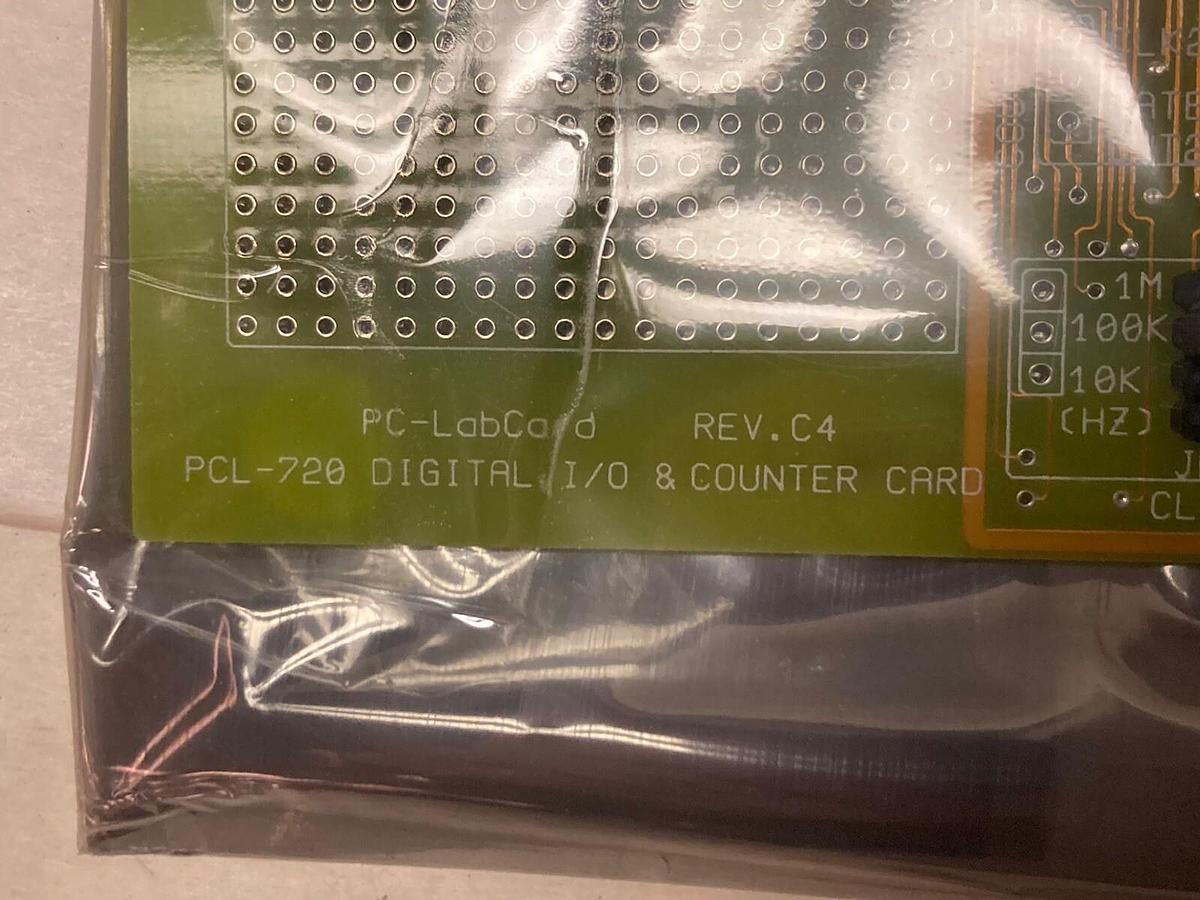 1M
100K
10K
(HZ)
PC-LabCard REV.C4
PCL-720 DIGITAL I/O & COUNTER CARD